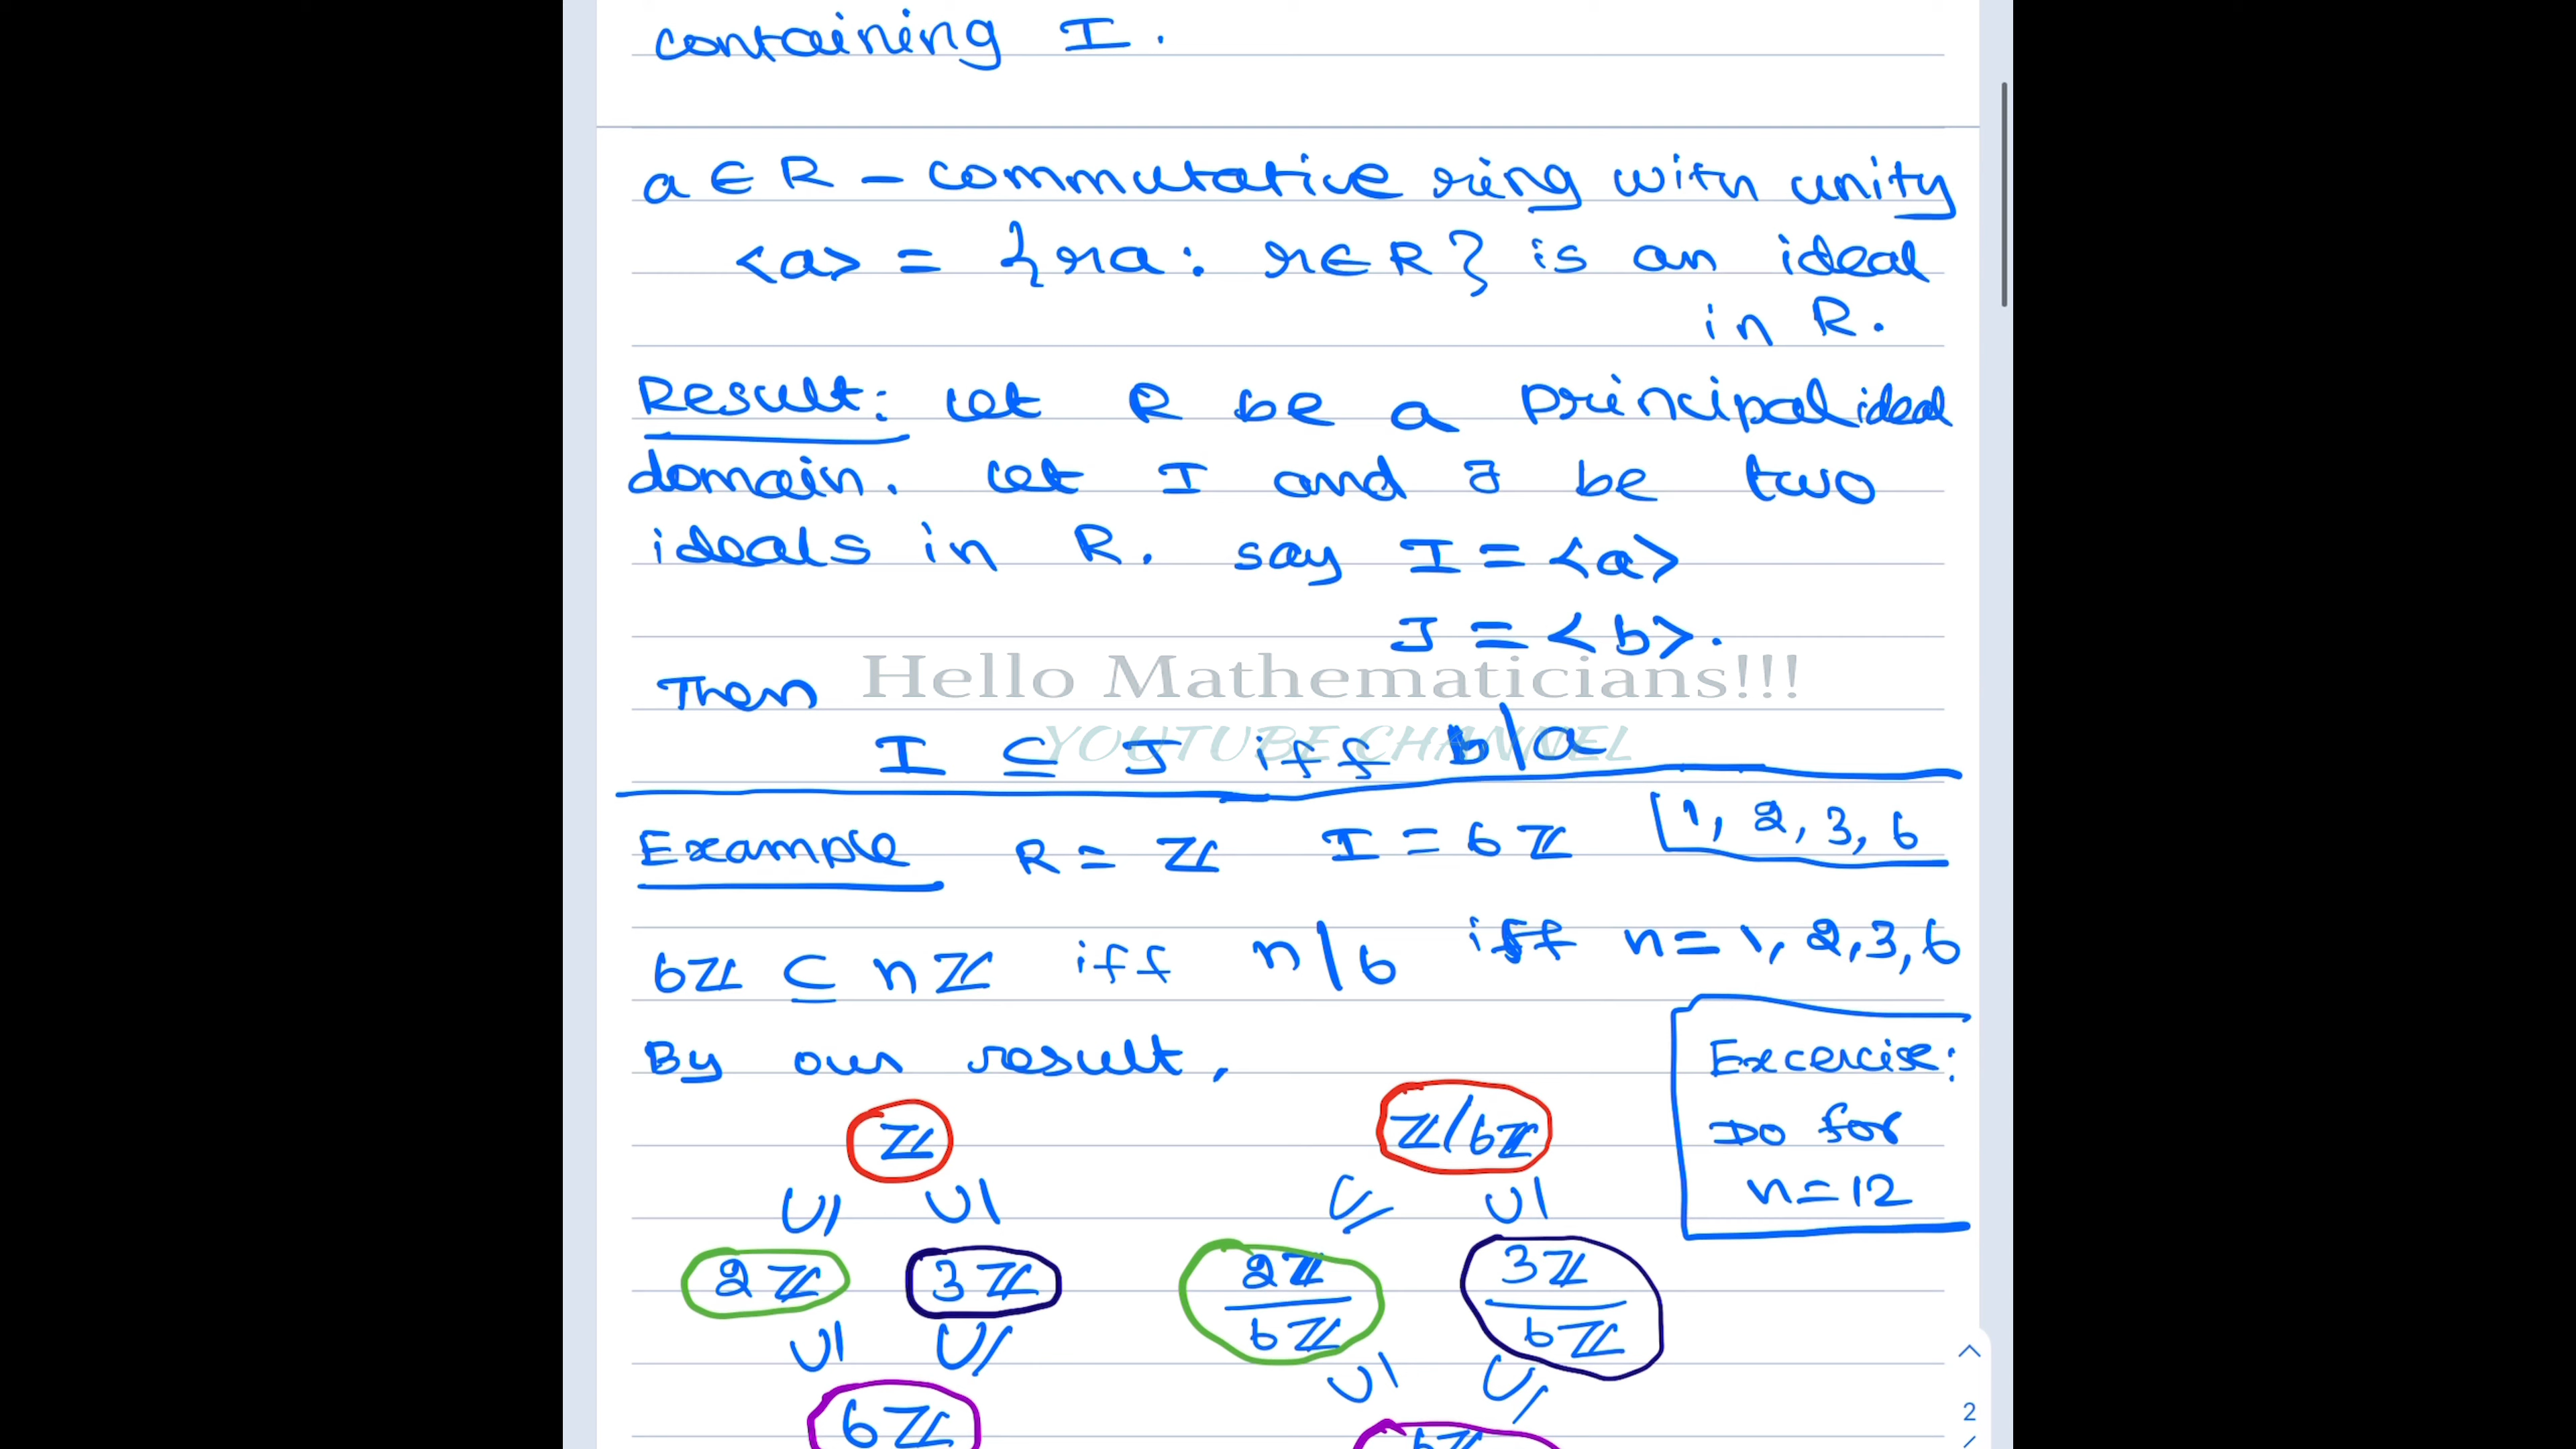 containing I.
a ∈ R – commutative ring with unity
<a> = {ra : r ∈ R} is an ideal
in R.
Result: Let R be a principal ideal
domain. Let I and J be two
ideals in R. say I = <a>
J = <b>.
Then
Hello Mathematicians!!!
YOUTUBE CHANNEL
I ⊆ J iff b|a
Example R = ℤ I = 6ℤ 1, 2, 3, 6
6ℤ ⊆ nℤ iff n/6 iff n = 1, 2, 3, 6
By our result,
Excercise:
Do for
n = 12
ℤ ℤ/6ℤ
∪| ∪| ∪| ∪|
2ℤ 3ℤ 2ℤ/6ℤ 3ℤ/6ℤ
∪| ∪| ∪| ∪|
6ℤ 6ℤ
2